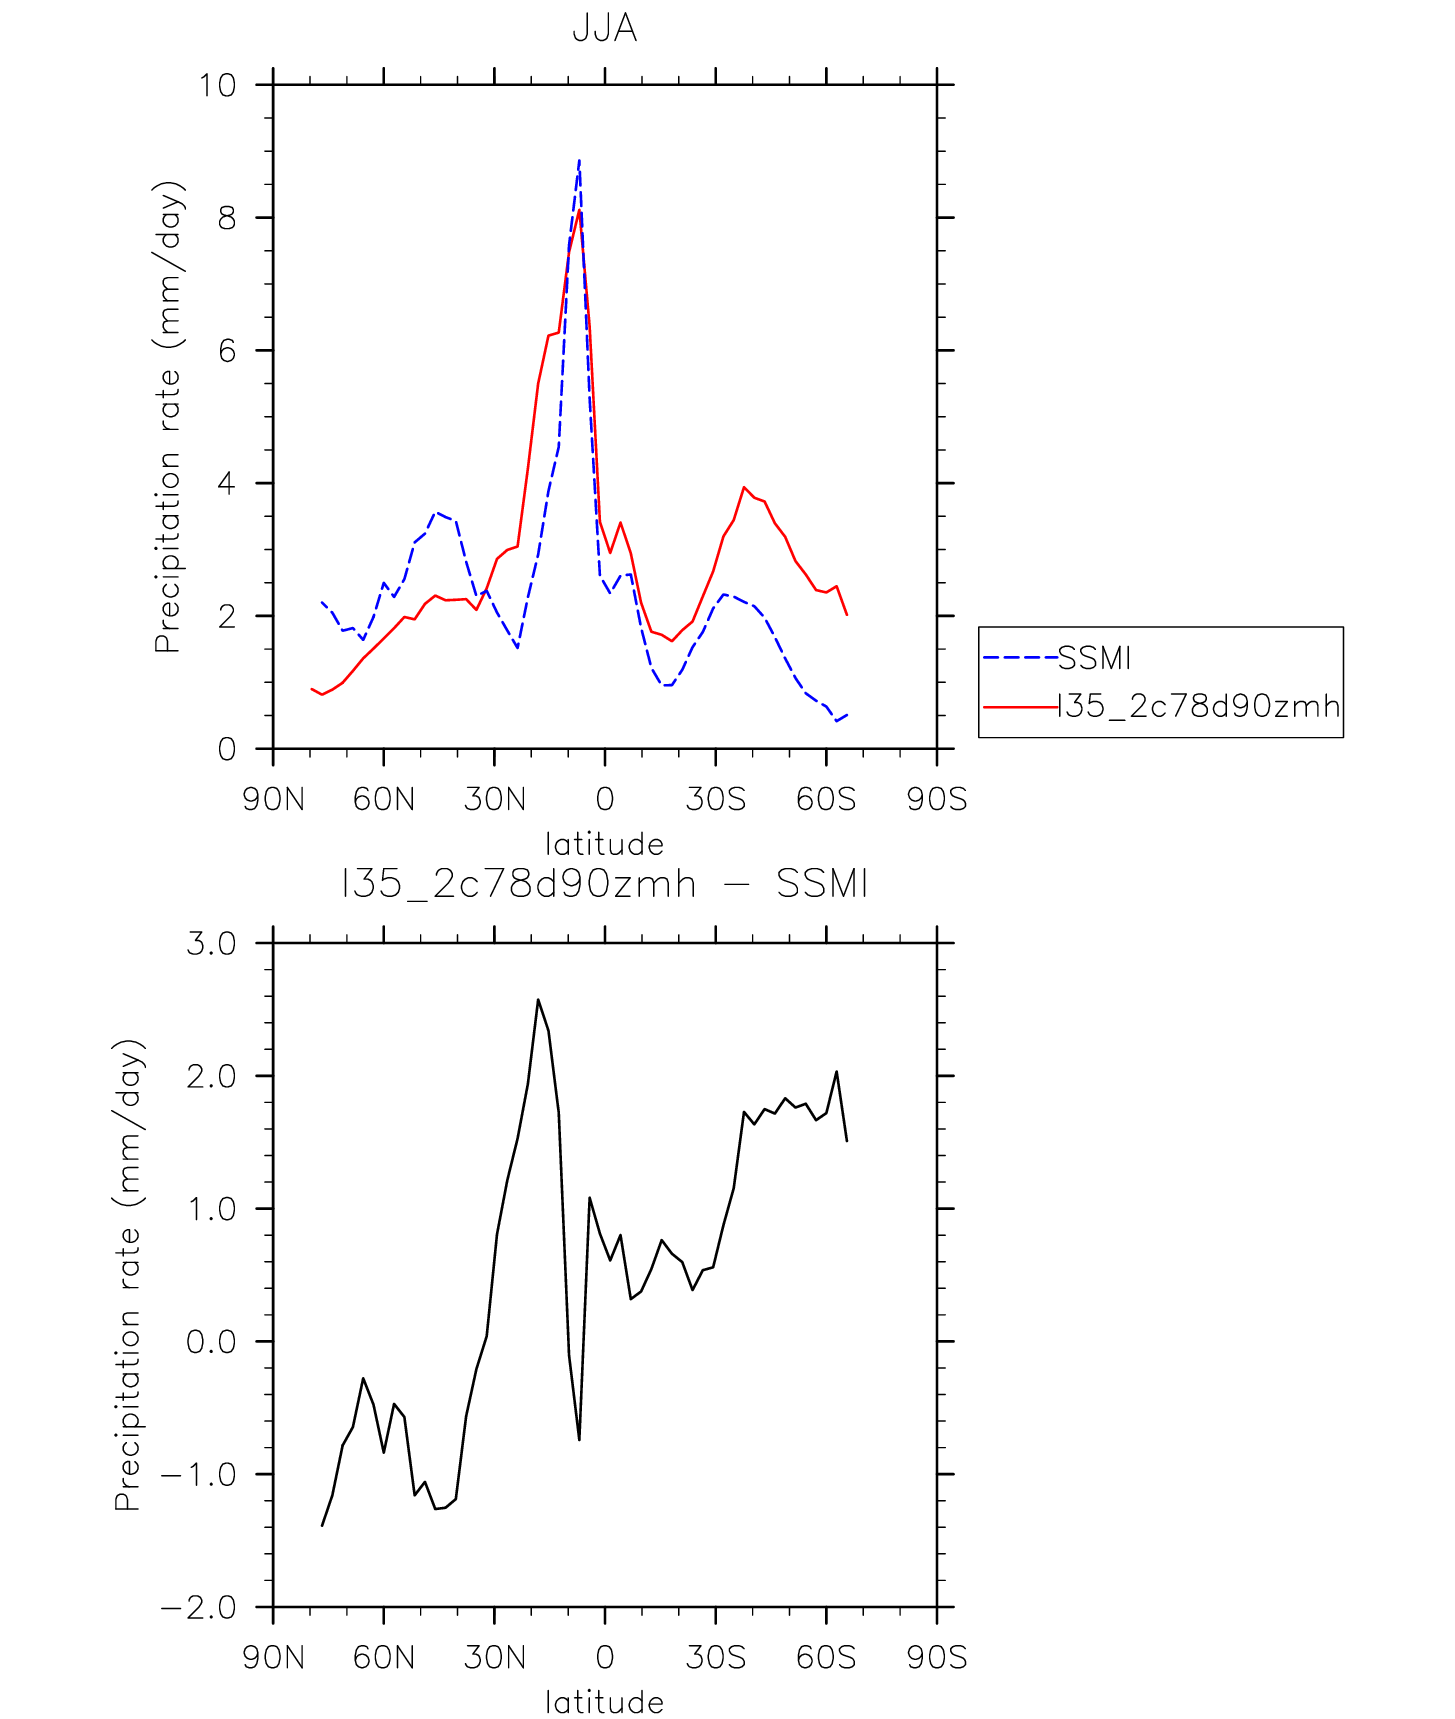 JJA
10
8
6
4
2
0
Precipitation rate (mm/day)
90N 60N 30N 0 30S 60S 90S
latitude
SSMI
I35_2c78d90zmh
I35_2c78d90zmh - SSMI
3.0
2.0
1.0
0.0
-1.0
-2.0
Precipitation rate (mm/day)
90N 60N 30N 0 30S 60S 90S
latitude